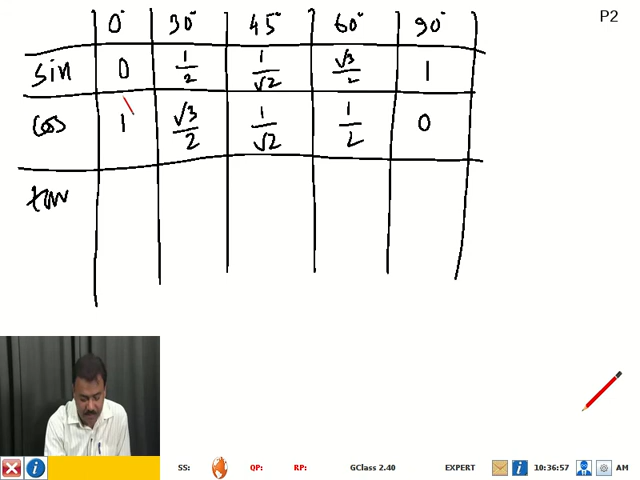 P2
0° 30° 45° 60° 90°
sin 0 1/2 1/√2 √3/2 1
cos 1 √3/2 1/√2 1/2 0
tan
SS: QP: RP: GClass 2.40 EXPERT 10:36:57 AM